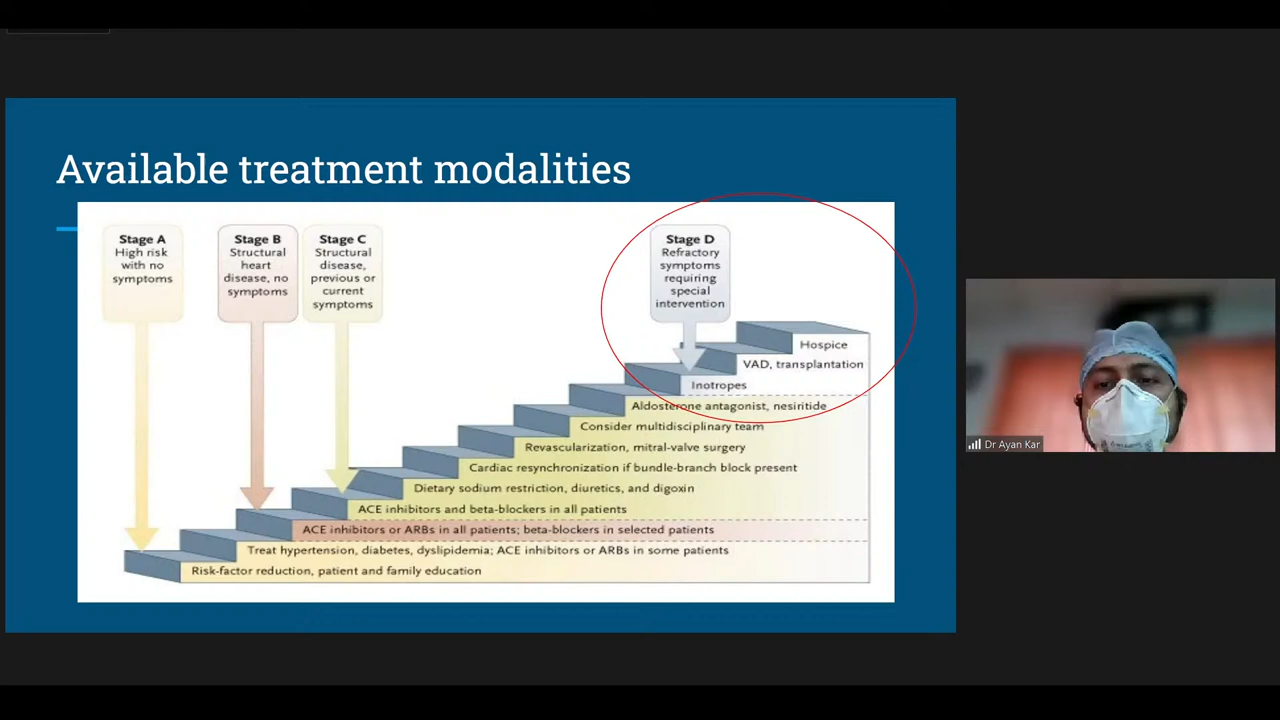 Available treatment modalities
Stage A
High risk
with no
symptoms
Stage B
Structural
heart
disease, no
symptoms
Stage C
Structural
disease,
previous or
current
symptoms
Stage D
Refractory
symptoms
requiring
special
intervention
Hospice
VAD, transplantation
Inotropes
Aldosterone antagonist, nesiritide
Consider multidisciplinary team
Revascularization, mitral-valve surgery
Cardiac resynchronization if bundle-branch block present
Dietary sodium restriction, diuretics, and digoxin
ACE inhibitors and beta-blockers in all patients
ACE inhibitors or ARBs in all patients; beta-blockers in selected patients
Treat hypertension, diabetes, dyslipidemia; ACE inhibitors or ARBs in some patients
Risk-factor reduction, patient and family education
Dr Ayan Kar